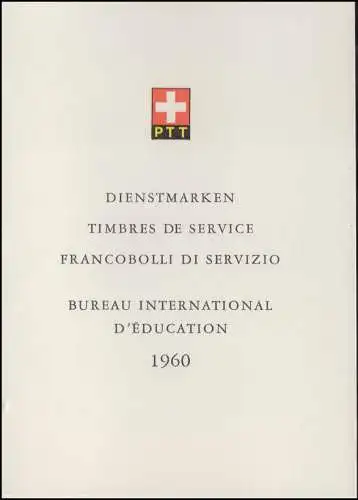 PTT
DIENSTMARKEN
TIMBRES DE SERVICE
FRANCOBOLLI DI SERVIZIO
BUREAU INTERNATIONAL
D'ÉDUCATION
1960